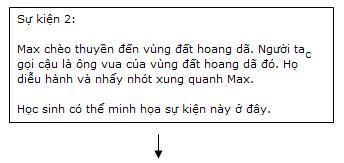 Sự kiện 2:
Max chèo thuyền đến vùng đất hoang dã. Người ta
c
gọi cậu là ông vua của vùng đất hoang dã đó. Họ
diễu hành và nhấy nhót xung quanh Max.
Học sinh có thể minh họa sự kiện này ở đây.